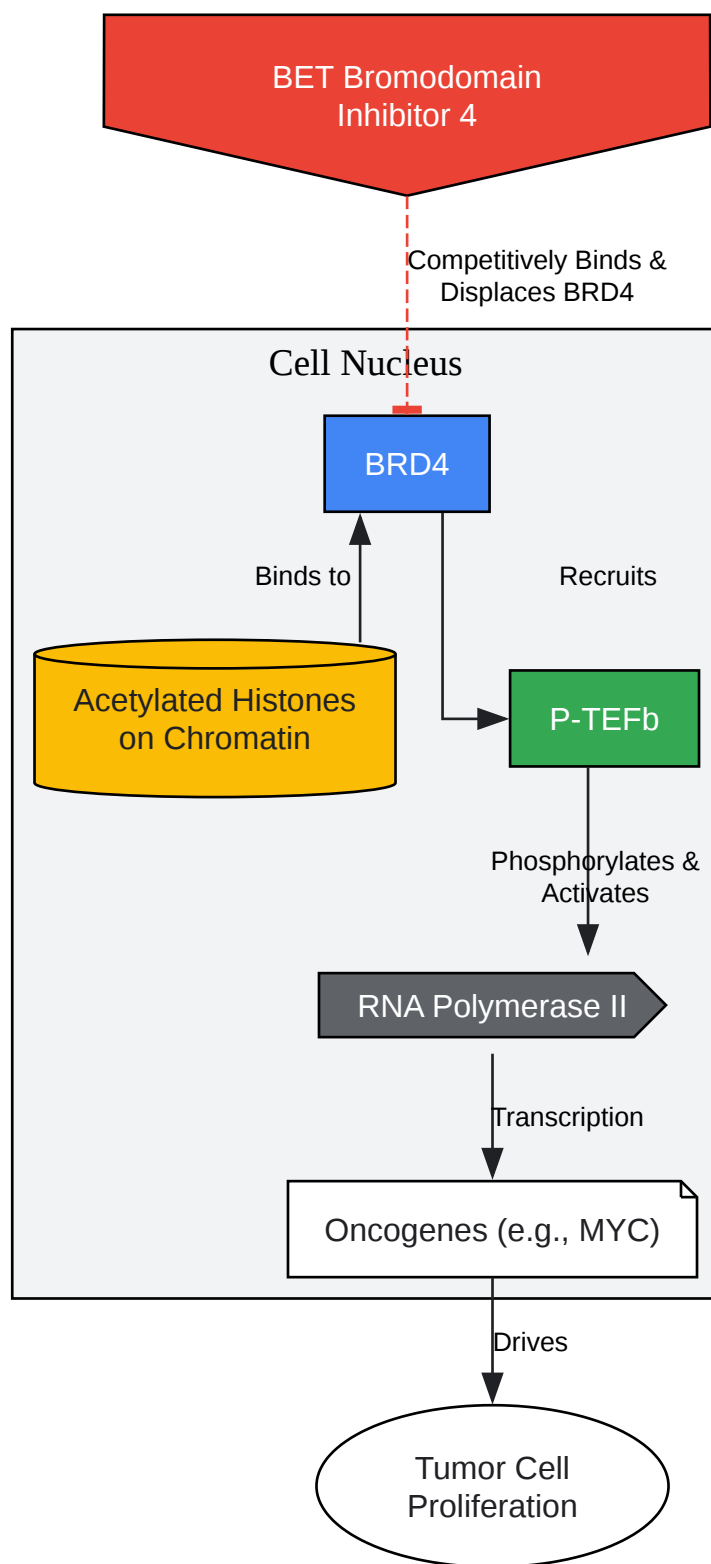 BET Bromodomain
Inhibitor 4
Competitively Binds &
Displaces BRD4
Cell Nucleus
BRD4
Binds to
Recruits
Acetylated Histones
on Chromatin
P-TEFb
Phosphorylates &
Activates
RNA Polymerase II
Transcription
Oncogenes (e.g., MYC)
Drives
Tumor Cell
Proliferation